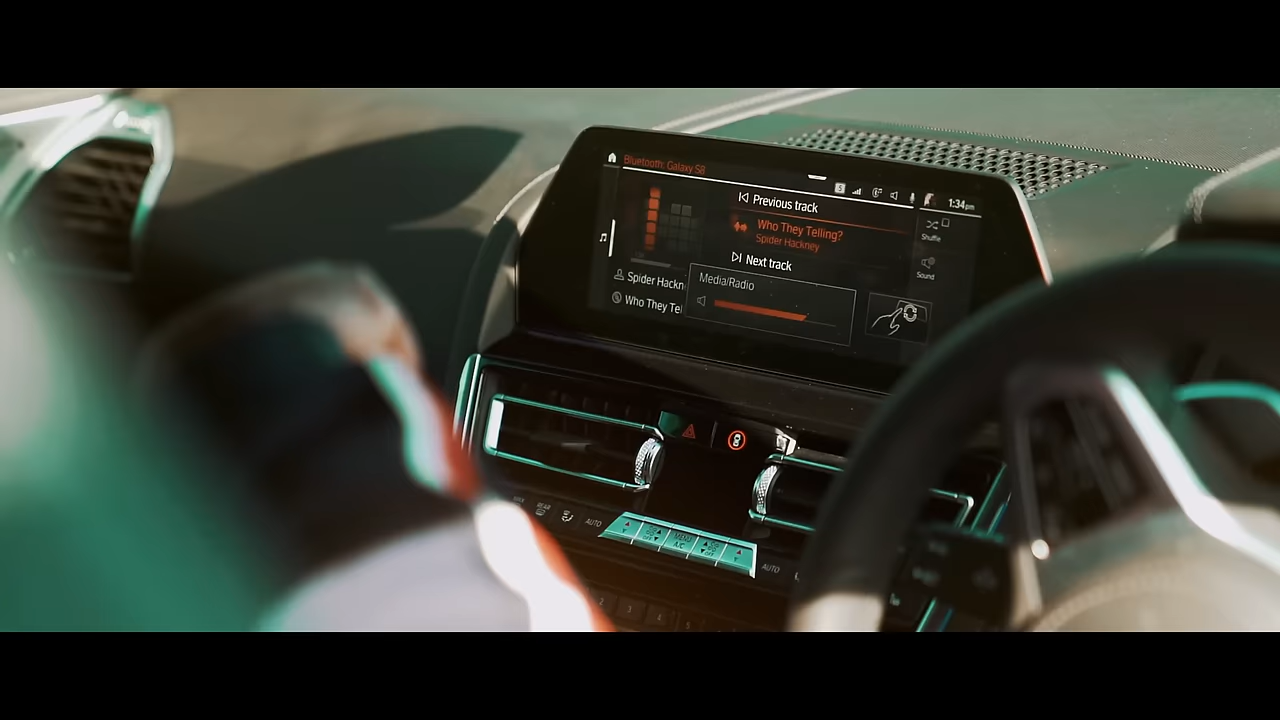 Bluetooth: Galaxy S8
1:34pm
Previous track
Who They Telling?
Spider Hackney
Next track
Shuffle
Sound
Spider Hackn
Who They Tel
Media/Radio
REAR
AUTO
A/C
AUTO